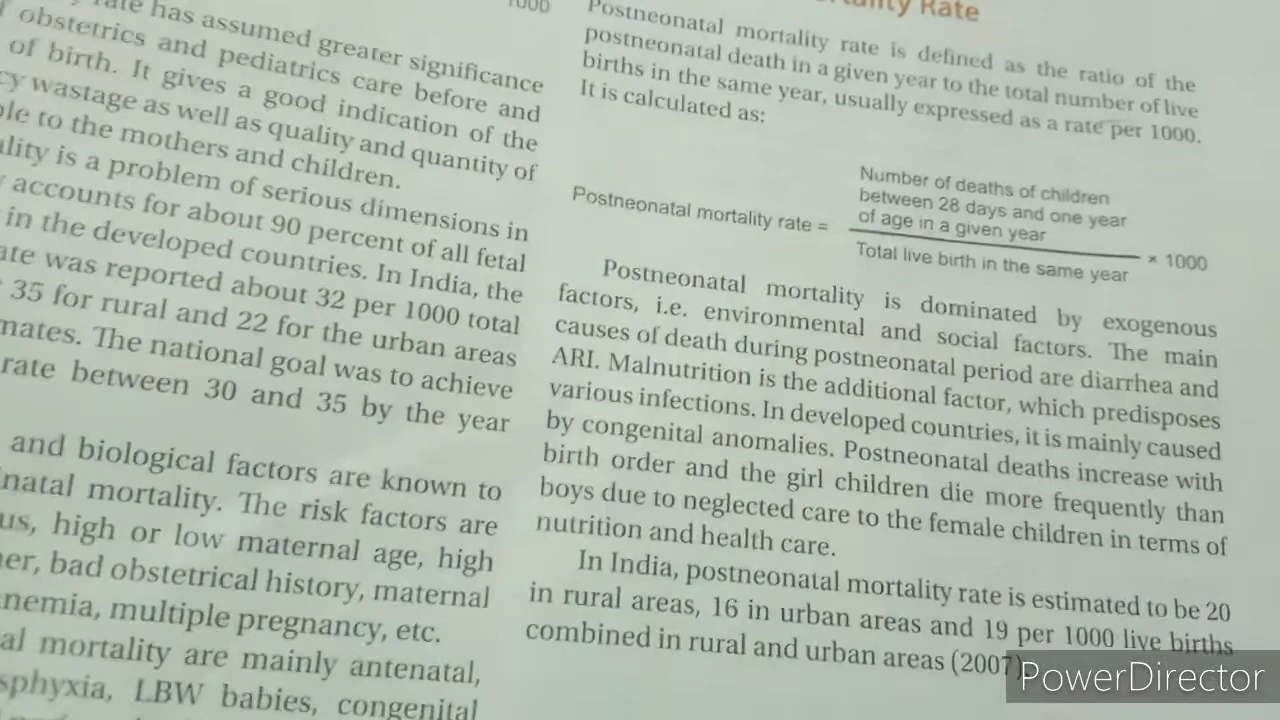 rate has assumed greater significance
obstetrics and pediatrics care before and
of birth. It gives a good indication of the
wastage as well as quality and quantity of
to the mothers and children.
is a problem of serious dimensions in
accounts for about 90 percent of all fetal
in the developed countries. In India, the
was reported about 32 per 1000 total
35 for rural and 22 for the urban areas
The national goal was to achieve
rate between 30 and 35 by the year
and biological factors are known to
mortality. The risk factors are
high or low maternal age, high
bad obstetrical history, maternal
multiple pregnancy, etc.
mortality are mainly antenatal,
LBW babies, congenital
1000
Rate
Postneonatal mortality rate is defined as the ratio of the
postneonatal death in a given year to the total number of live
births in the same year, usually expressed as a rate per 1000.
It is calculated as:
Number of deaths of children
between 28 days and one year
of age in a given year
Postneonatal mortality rate = × 1000
Total live birth in the same year
Postneonatal mortality is dominated by exogenous
factors, i.e. environmental and social factors. The main
causes of death during postneonatal period are diarrhea and
ARI. Malnutrition is the additional factor, which predisposes
various infections. In developed countries, it is mainly caused
by congenital anomalies. Postneonatal deaths increase with
birth order and the girl children die more frequently than
boys due to neglected care to the female children in terms of
nutrition and health care.
In India, postneonatal mortality rate is estimated to be 20
in rural areas, 16 in urban areas and 19 per 1000 live births
combined in rural and urban areas (2007)
PowerDirector